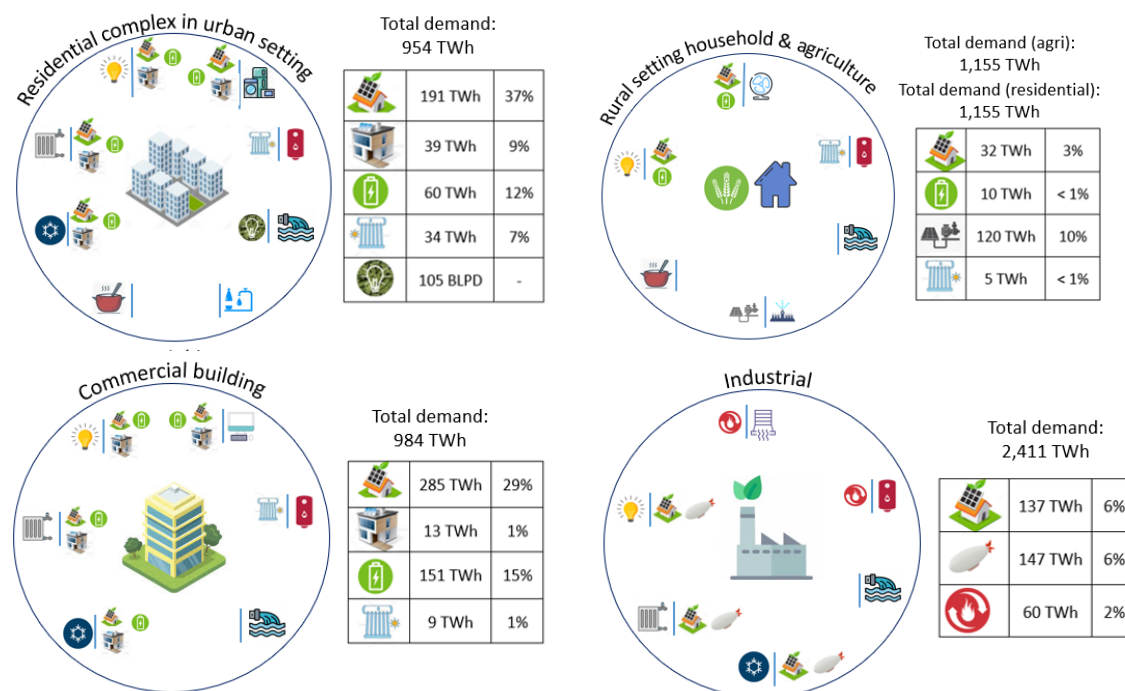 Residential complex in urban setting
Total demand:
954 TWh
191 TWh 37%
39 TWh 9%
60 TWh 12%
34 TWh 7%
105 BLPD -
Rural setting household & agriculture
Total demand (agri):
1,155 TWh
Total demand (residential):
1,155 TWh
32 TWh 3%
10 TWh < 1%
120 TWh 10%
5 TWh < 1%
Commercial building
Total demand:
984 TWh
285 TWh 29%
13 TWh 1%
151 TWh 15%
9 TWh 1%
Industrial
Total demand:
2,411 TWh
137 TWh 6%
147 TWh 6%
60 TWh 2%